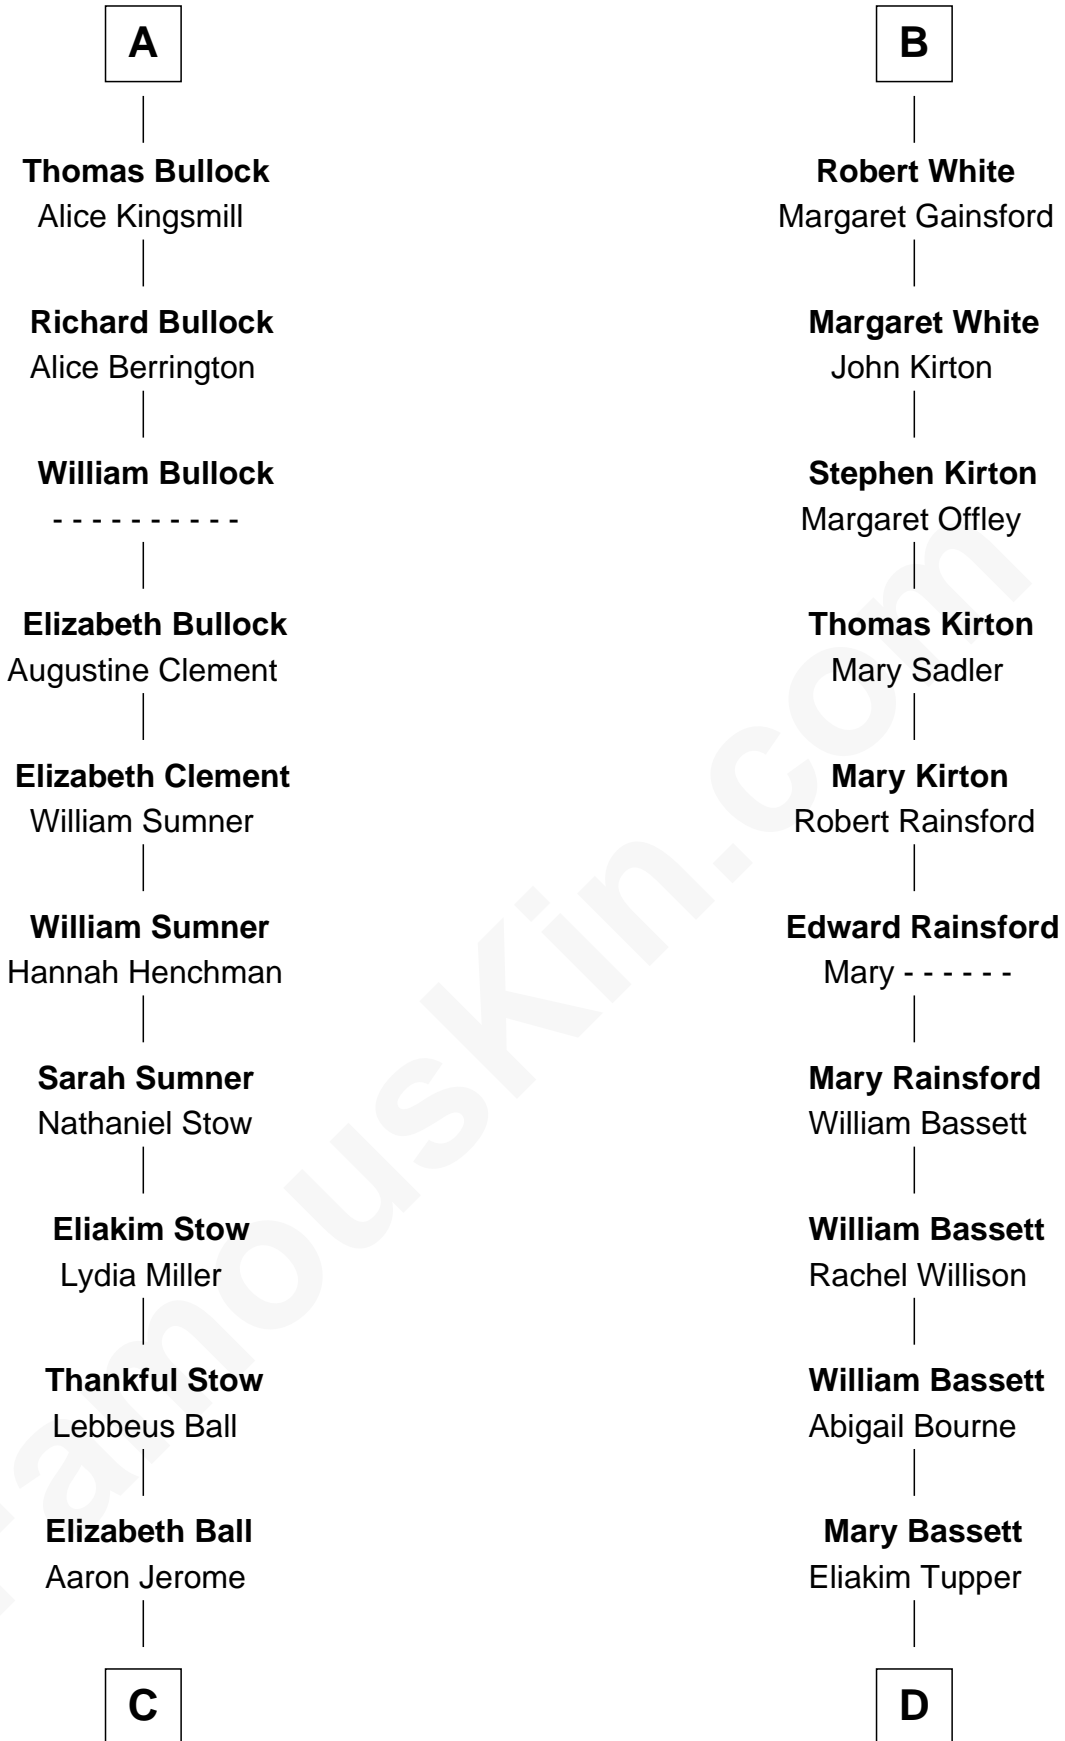 A
Thomas Bullock
Alice Kingsmill
Richard Bullock
Alice Berrington
William Bullock
- - - - - - - - - -
Elizabeth Bullock
Augustine Clement
Elizabeth Clement
William Sumner
William Sumner
Hannah Henchman
Sarah Sumner
Nathaniel Stow
Eliakim Stow
Lydia Miller
Thankful Stow
Lebbeus Ball
Elizabeth Ball
Aaron Jerome
C
B
Robert White
Margaret Gainsford
Margaret White
John Kirton
Stephen Kirton
Margaret Offley
Thomas Kirton
Mary Sadler
Mary Kirton
Robert Rainsford
Edward Rainsford
Mary - - - - - -
Mary Rainsford
William Bassett
William Bassett
Rachel Willison
William Bassett
Abigail Bourne
Mary Bassett
Eliakim Tupper
D
FamousKin.com